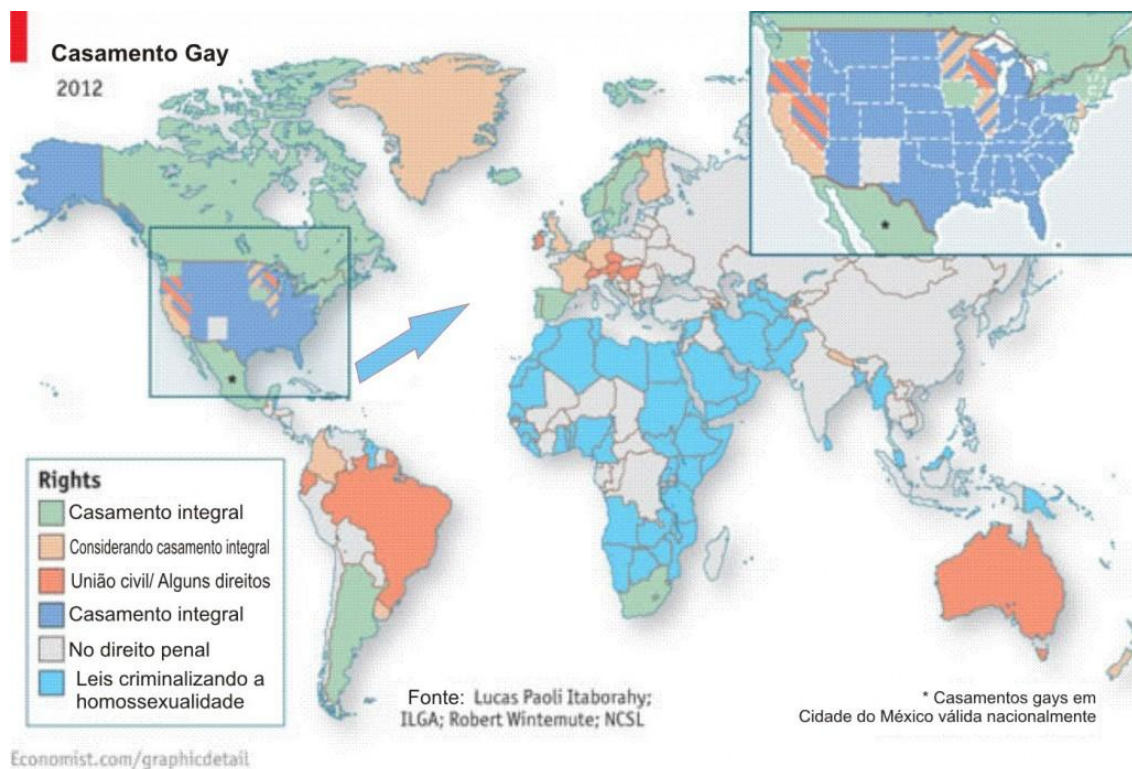 Casamento Gay
2012
Rights
Casamento integral
Considerando casamento integral
União civil/ Alguns direitos
Casamento integral
No direito penal
Leis criminalizando a
homossexualidade
Fonte: Lucas Paoli Itaborahy;
ILGA; Robert Wintemute; NCSL
* Casamentos gays em
Cidade do México válida nacionalmente
Economist.com/graphicdetail